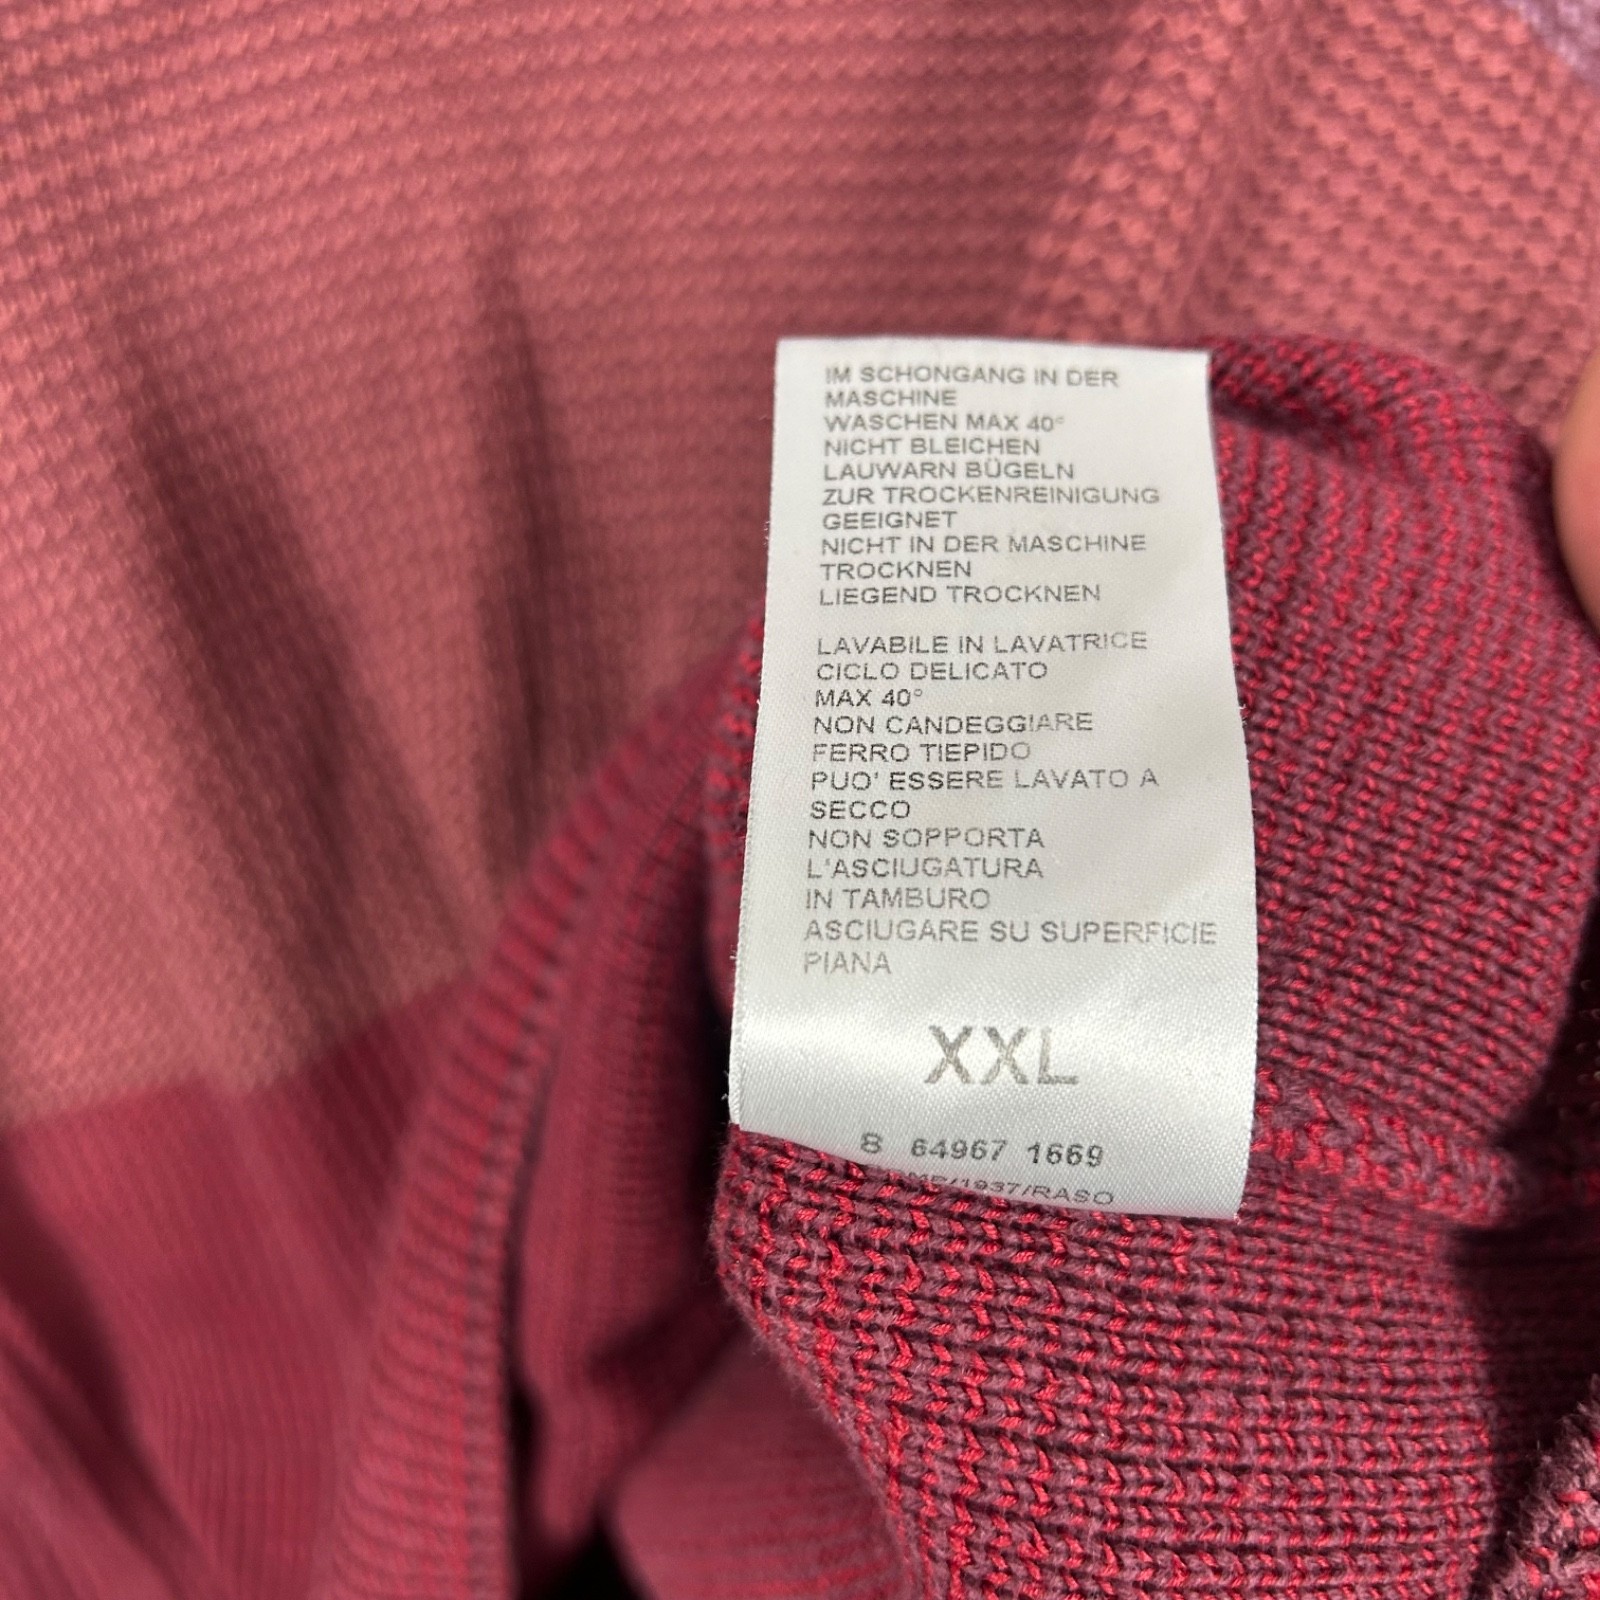 IM SCHONGANG IN DER
MASCHINE
WASCHEN MAX 40°
NICHT BLEICHEN
LAUWARN BÜGELN
ZUR TROCKENREINIGUNG
GEEIGNET
NICHT IN DER MASCHINE
TROCKNEN
LIEGEND TROCKNEN
LAVABILE IN LAVATRICE
CICLO DELICATO
MAX 40°
NON CANDEGGIARE
FERRO TIEPIDO
PUO' ESSERE LAVATO A
SECCO
NON SOPPORTA
L'ASCIUGATURA
IN TAMBURO
ASCIUGARE SU SUPERFICIE
PIANA
XXL
8 64967 1669
/1937/RASO